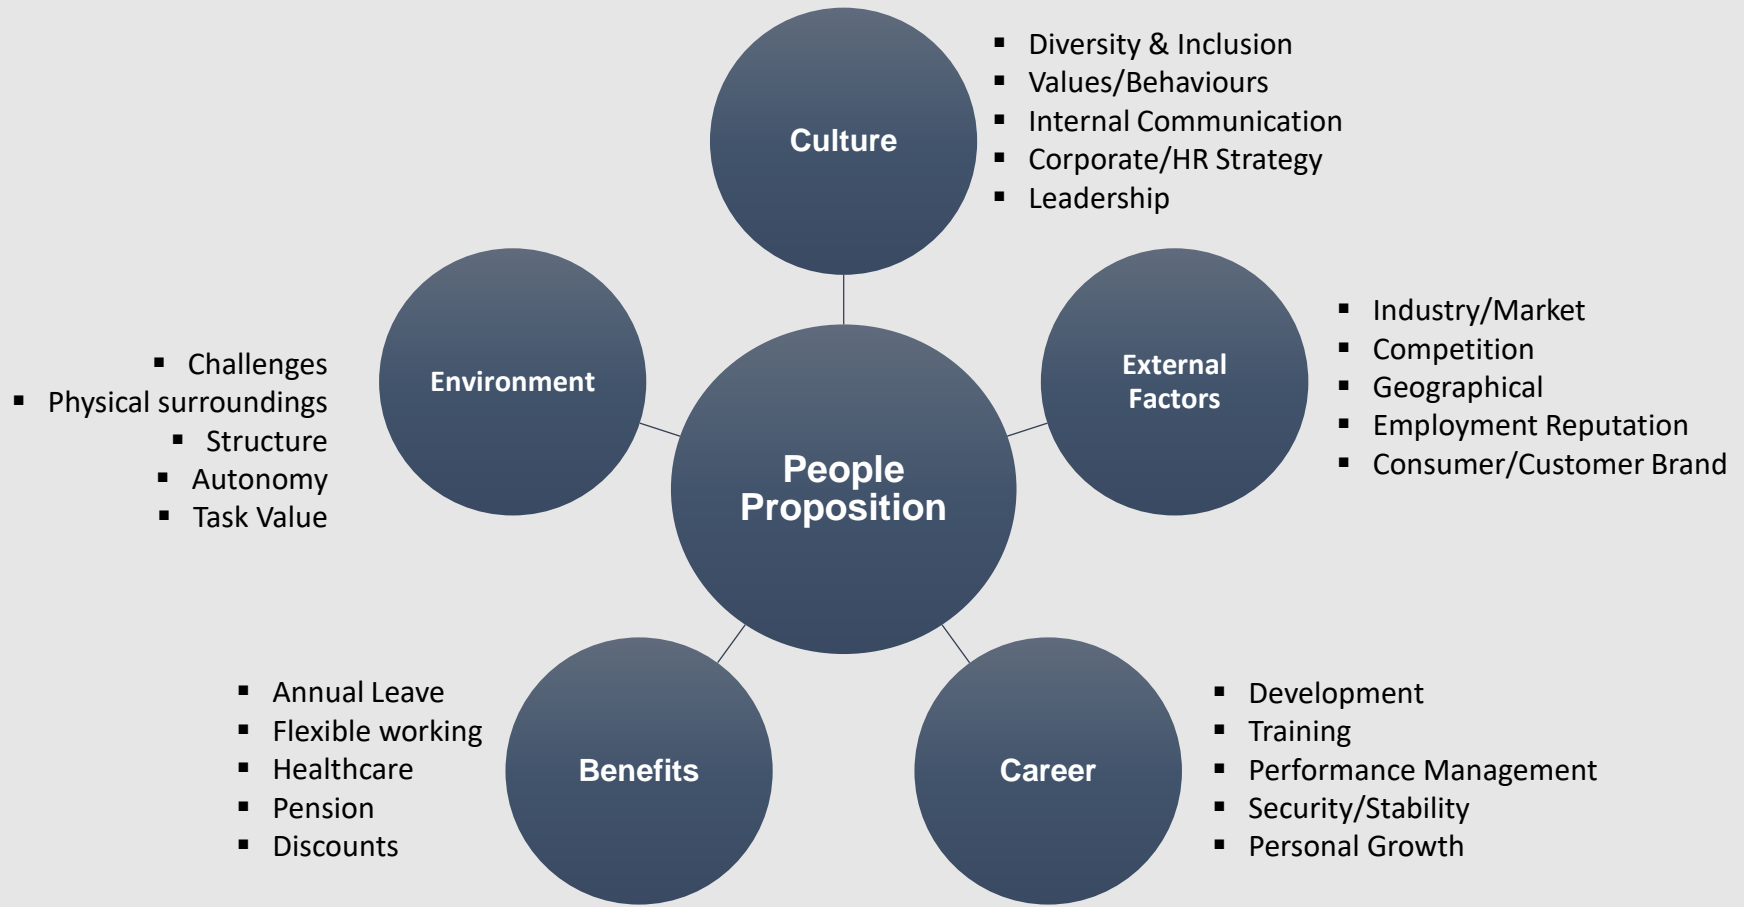 Culture
Diversity & Inclusion
Values/Behaviours
Internal Communication
Corporate/HR Strategy
Leadership
External
Factors
Industry/Market
Competition
Geographical
Employment Reputation
Consumer/Customer Brand
Environment
Challenges
Physical surroundings
Structure
Autonomy
Task Value
People
Proposition
Benefits
Annual Leave
Flexible working
Healthcare
Pension
Discounts
Career
Development
Training
Performance Management
Security/Stability
Personal Growth